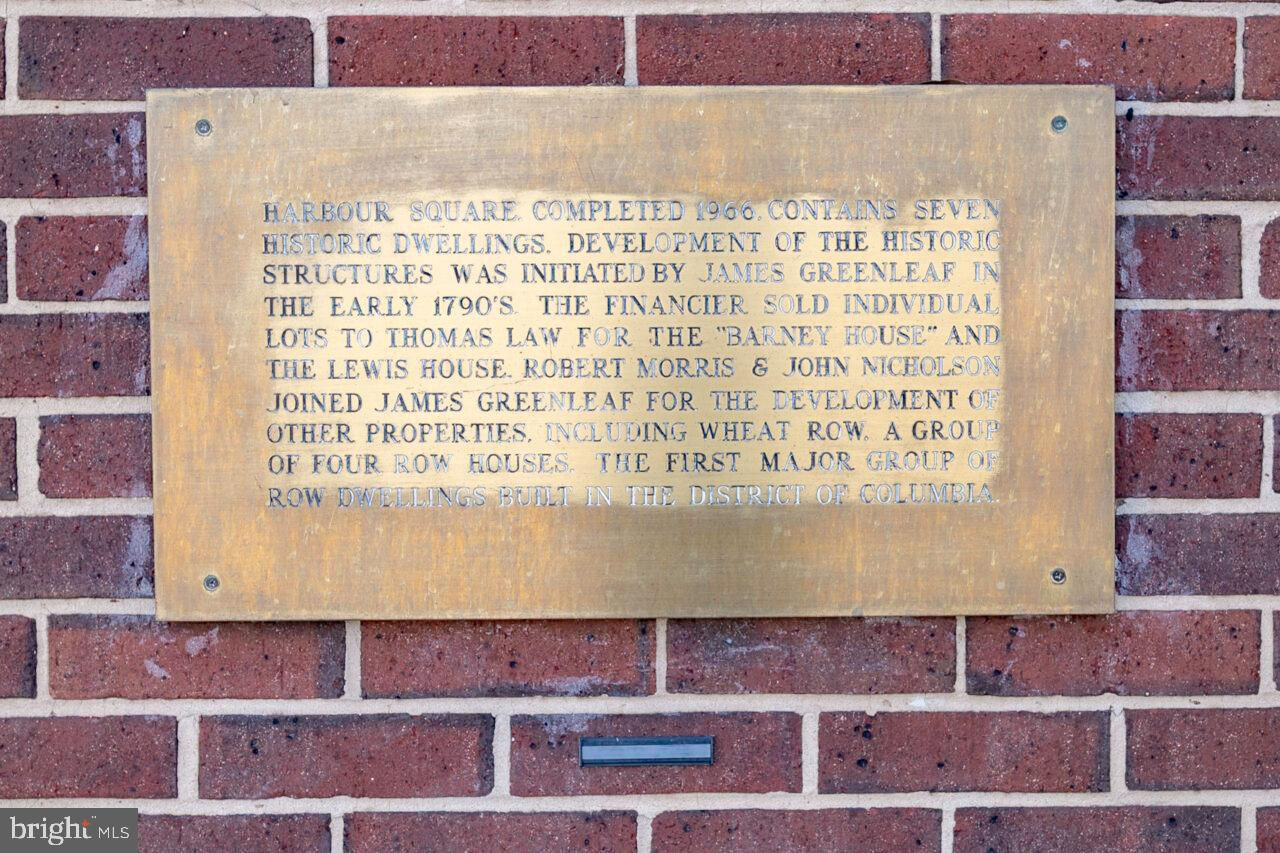 HARBOUR SQUARE, COMPLETED 1966, CONTAINS SEVEN
HISTORIC DWELLINGS. DEVELOPMENT OF THE HISTORIC
STRUCTURES WAS INITIATED BY JAMES GREENLEAF IN
THE EARLY 1790'S. THE FINANCIER SOLD INDIVIDUAL
LOTS TO THOMAS LAW FOR THE "BARNEY HOUSE" AND
THE LEWIS HOUSE. ROBERT MORRIS & JOHN NICHOLSON
JOINED JAMES GREENLEAF FOR THE DEVELOPMENT OF
OTHER PROPERTIES, INCLUDING WHEAT ROW, A GROUP
OF FOUR ROW HOUSES. THE FIRST MAJOR GROUP OF
ROW DWELLINGS BUILT IN THE DISTRICT OF COLUMBIA.
bright MLS